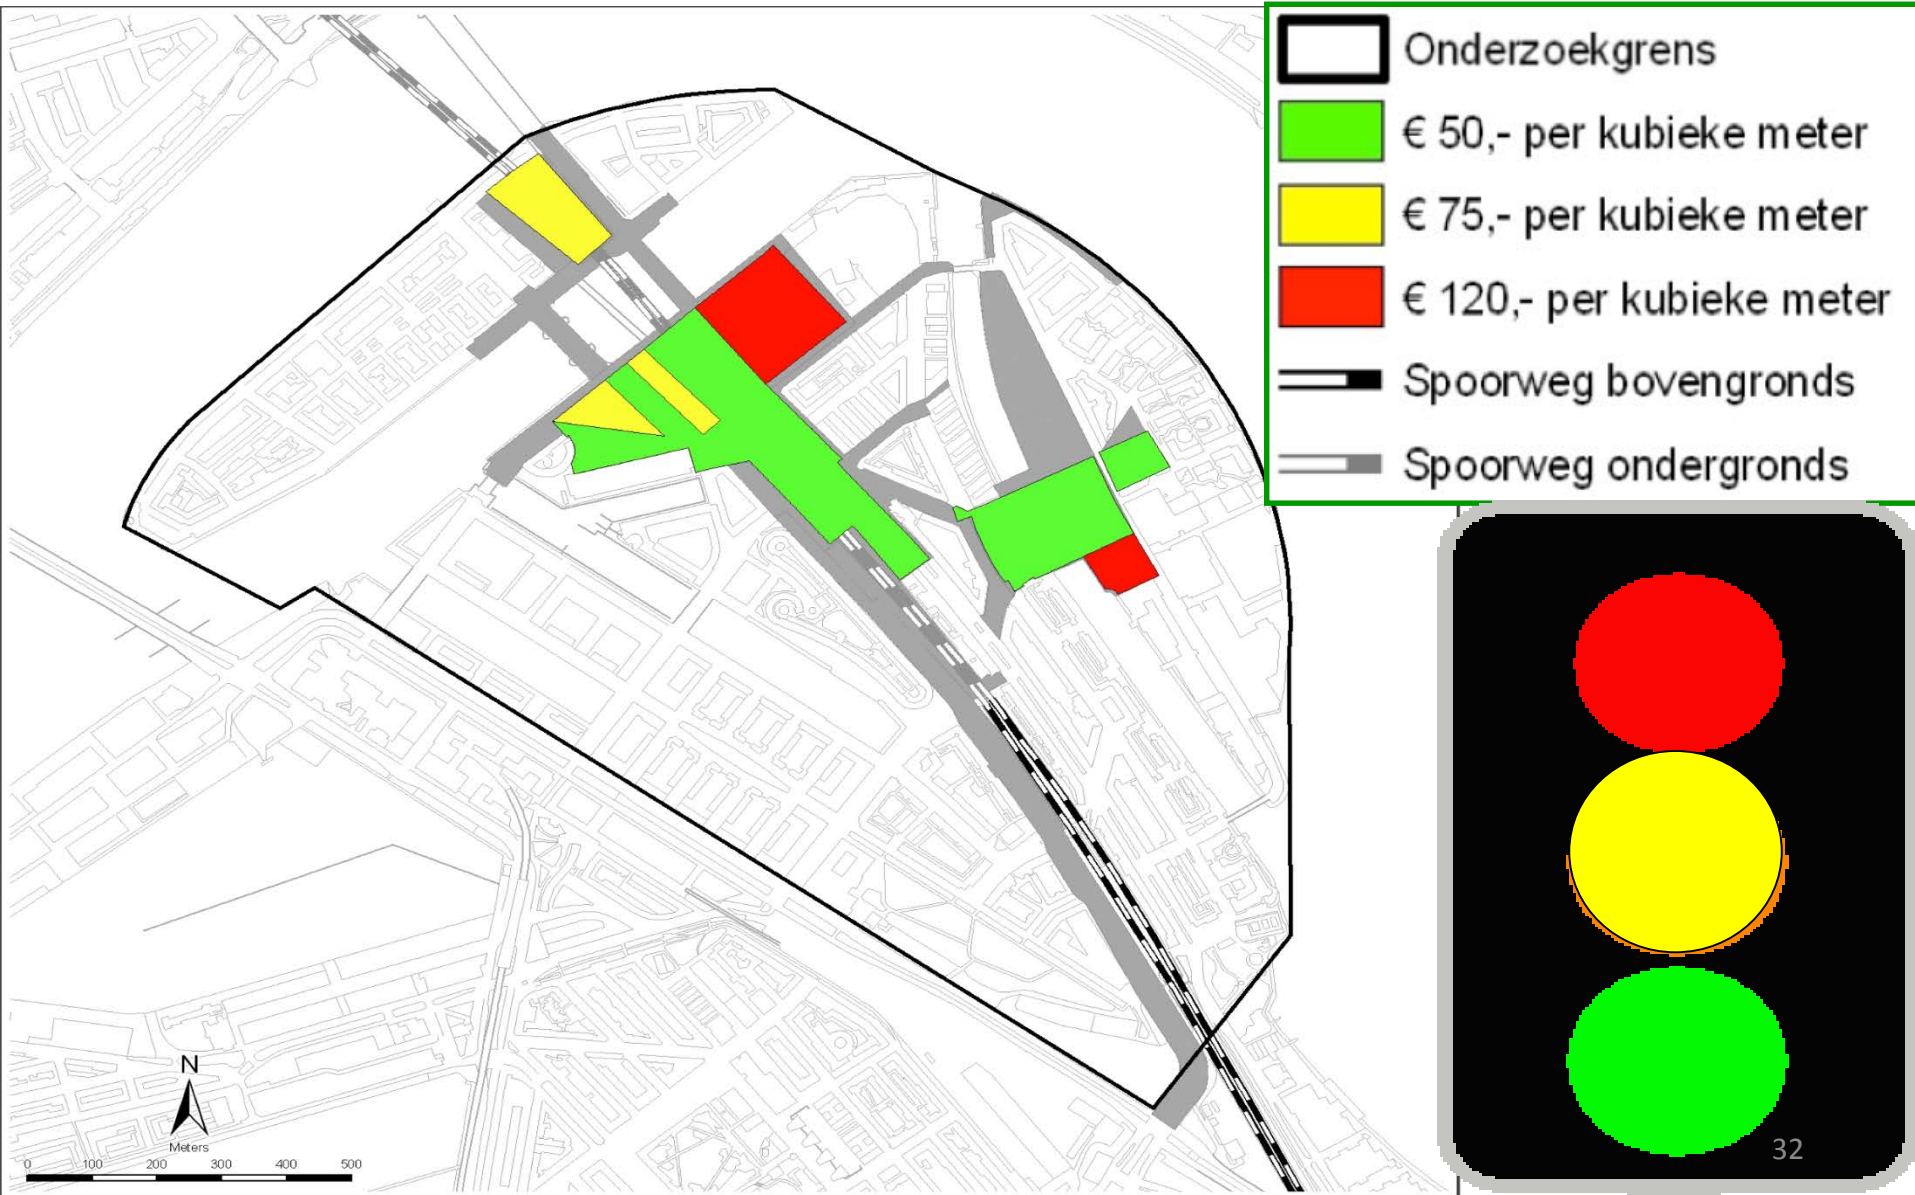 Onderzoekgrens
€ 50,- per kubieke meter
€ 75,- per kubieke meter
€ 120,- per kubieke meter
Spoorweg bovengronds
Spoorweg ondergronds
N
Meters
0 100 200 300 400 500
32